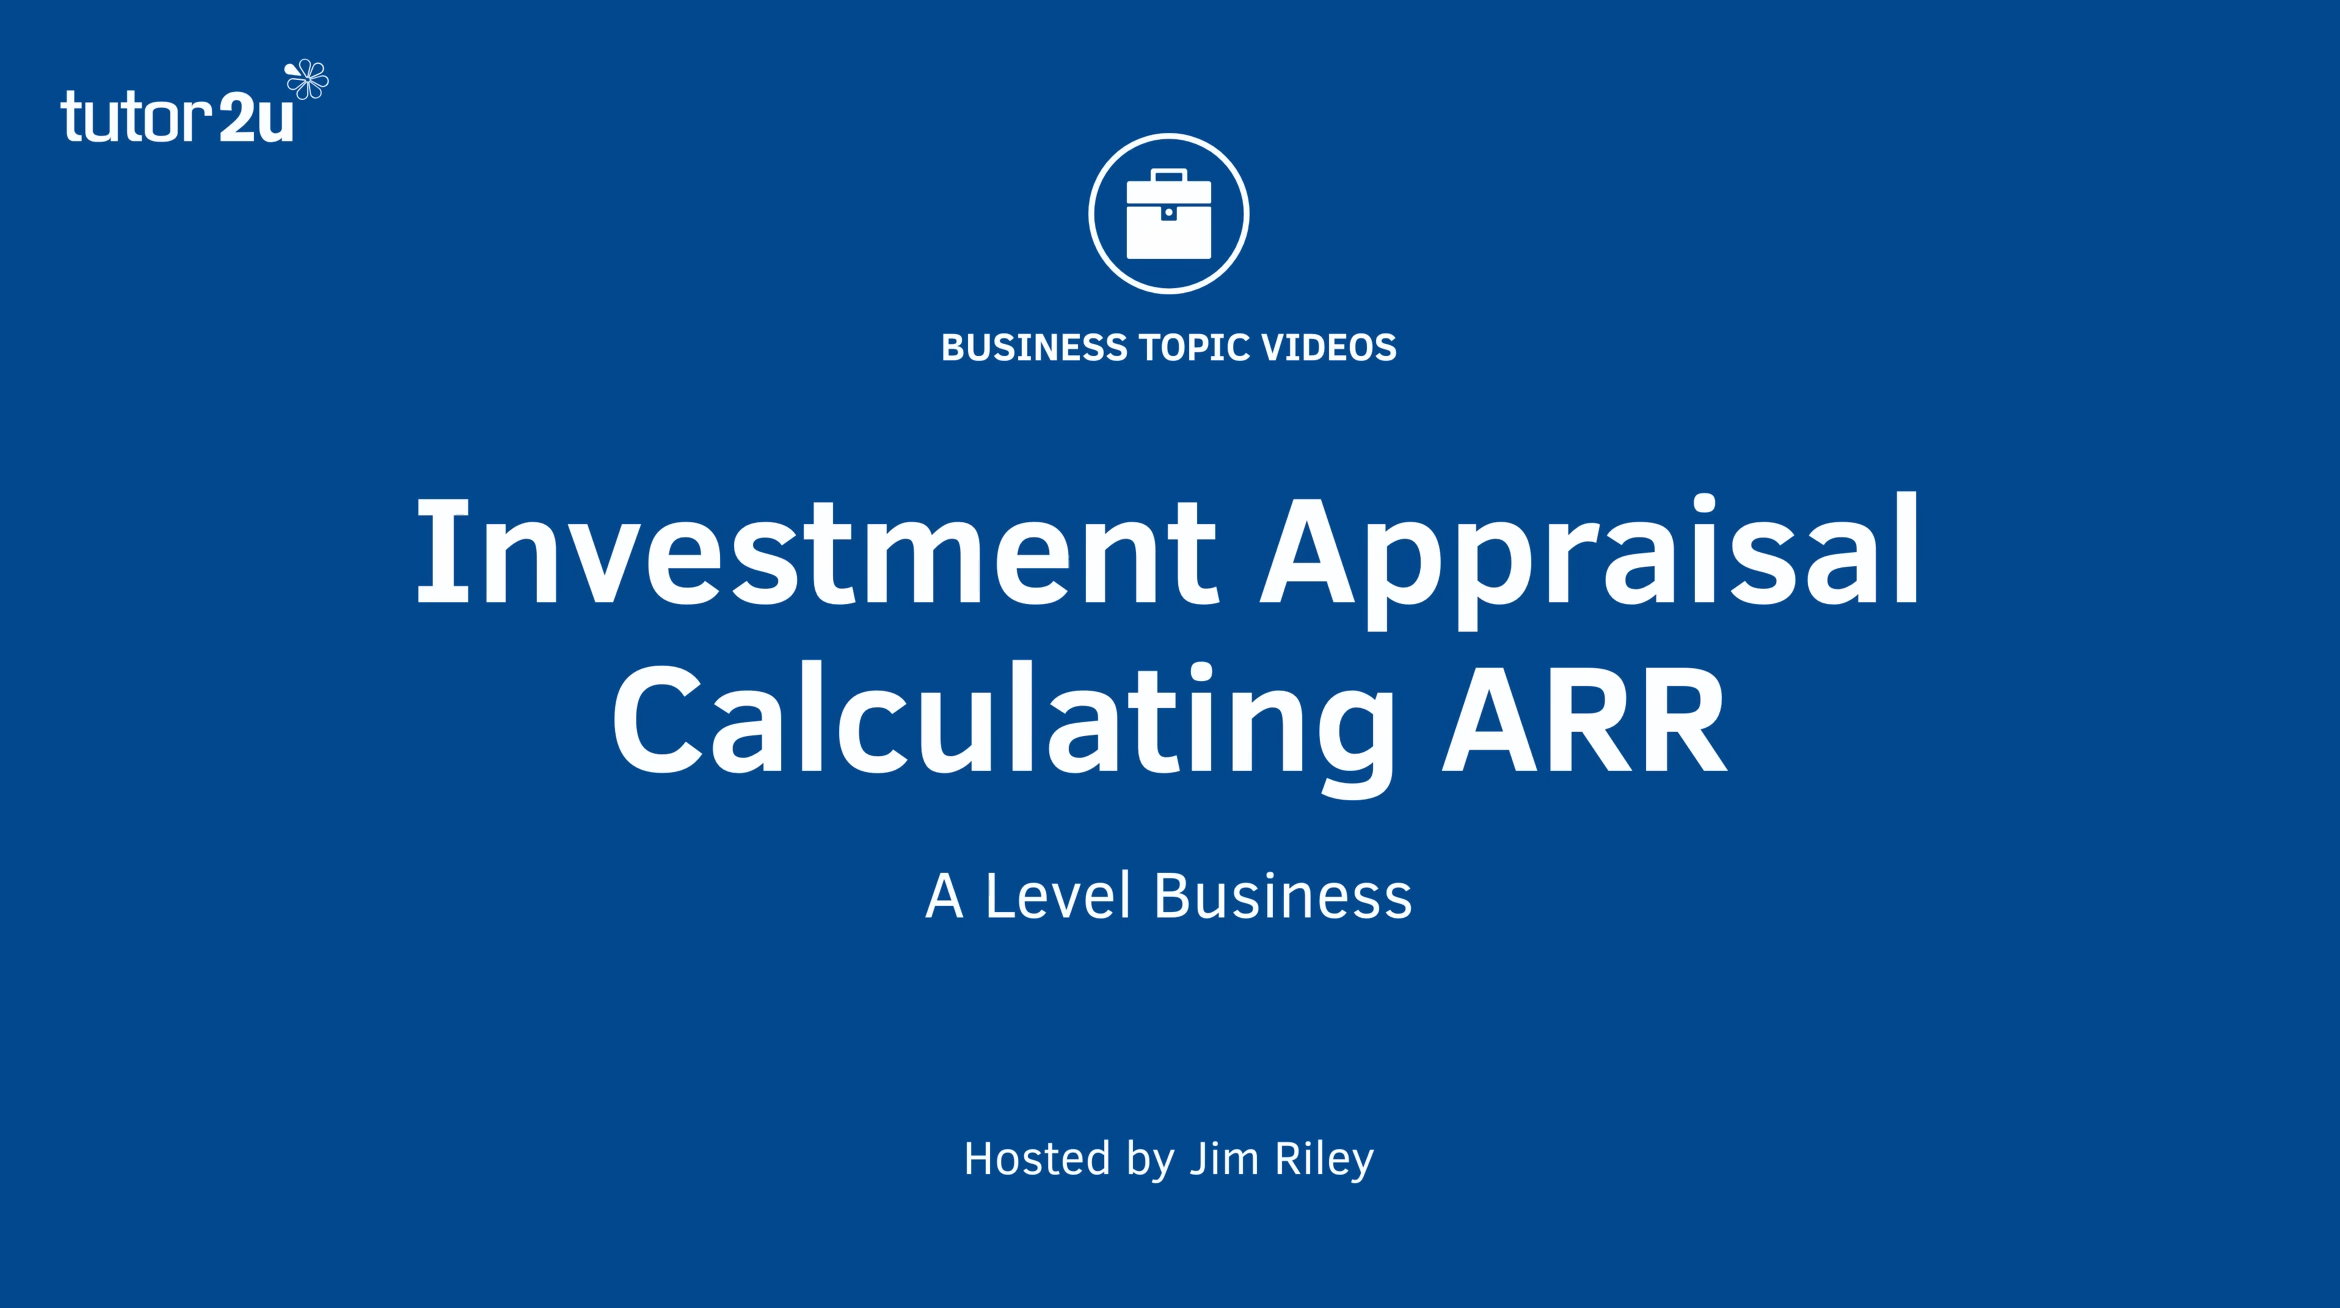 tutor2u
BUSINESS TOPIC VIDEOS
Investment Appraisal
Calculating ARR
A Level Business
Hosted by Jim Riley